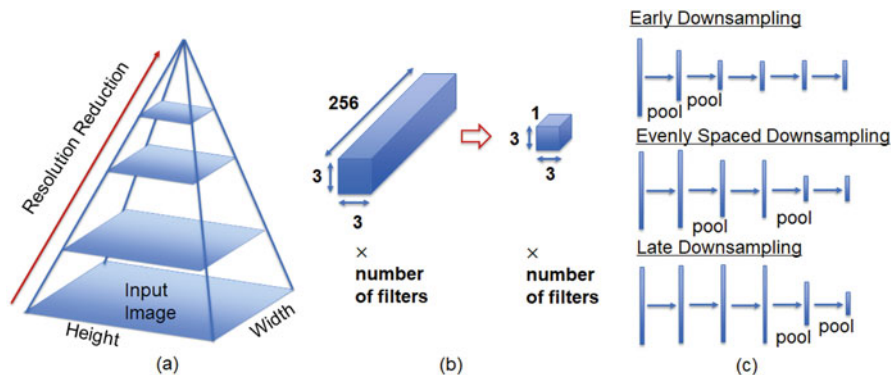 Resolution Reduction
Input
Image
Height
Width
(a)
256
3
3
×
number
of filters
1
3
3
×
number
of filters
(b)
Early Downsampling
pool
pool
Evenly Spaced Downsampling
pool
pool
Late Downsampling
pool
pool
(c)